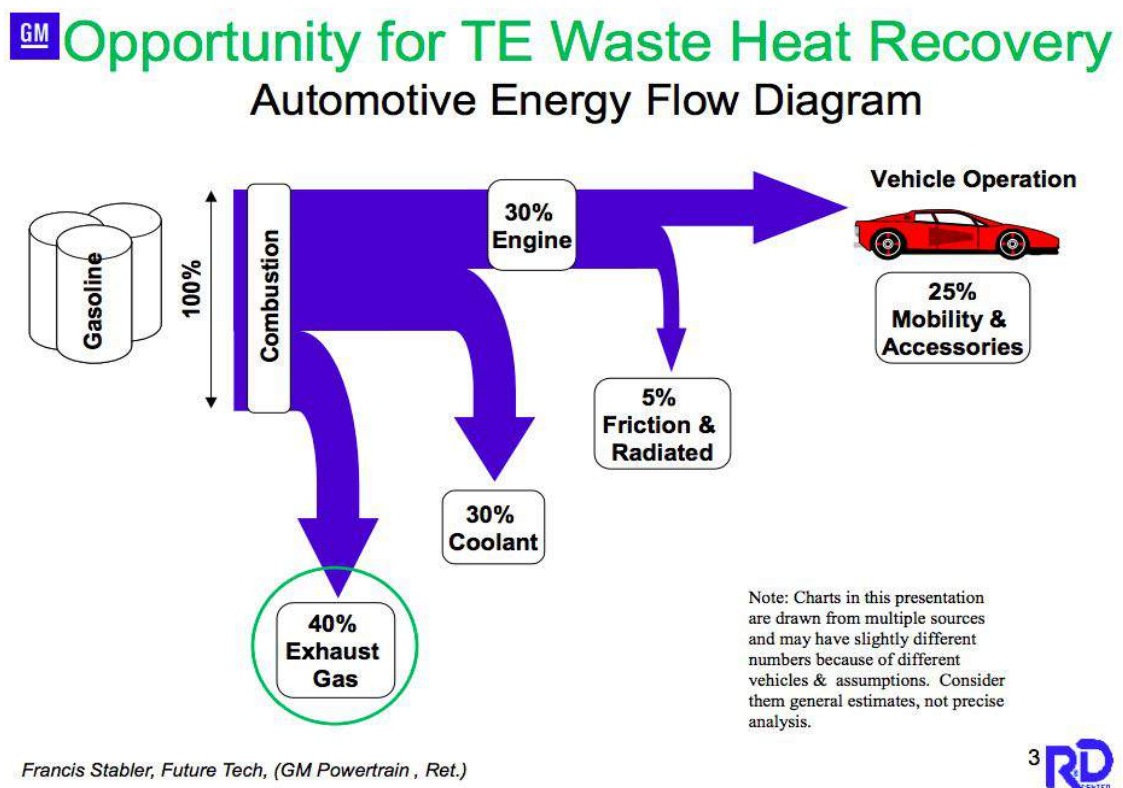 GM
Opportunity for TE Waste Heat Recovery
Automotive Energy Flow Diagram
Gasoline
100%
Combustion
30%
Engine
Vehicle Operation
25%
Mobility &
Accessories
5%
Friction &
Radiated
30%
Coolant
40%
Exhaust
Gas
Note: Charts in this presentation
are drawn from multiple sources
and may have slightly different
numbers because of different
vehicles & assumptions.  Consider
them general estimates, not precise
analysis.
Francis Stabler, Future Tech, (GM Powertrain , Ret.)
3
R&D
CENTER